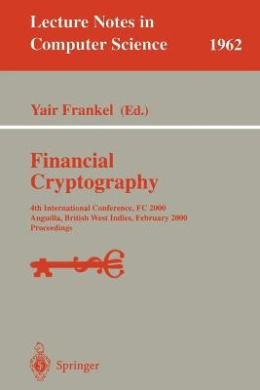 Lecture Notes in
Computer Science 1962
Yair Frankel (Ed.)
Financial
Cryptography
4th International Conference, FC 2000
Anguilla, British West Indies, February 2000
Proceedings
Springer